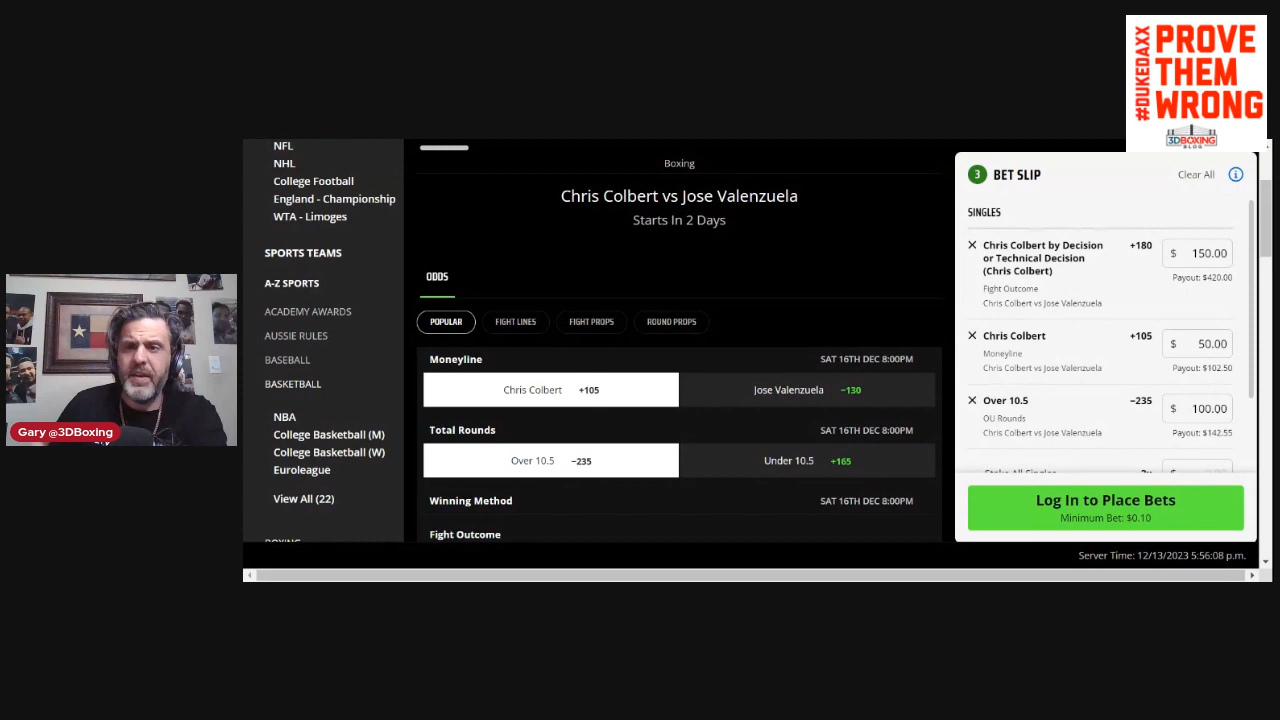 #DUKEDAXX
PROVE
THEM
WRONG
3DBOXING
BLOG
NFL
NHL
College Football
England - Championship
WTA - Limoges
SPORTS TEAMS
A-Z SPORTS
ACADEMY AWARDS
AUSSIE RULES
BASEBALL
BASKETBALL
NBA
College Basketball (M)
College Basketball (W)
Euroleague
View All (22)
BOXING
Boxing
Chris Colbert vs Jose Valenzuela
Starts In 2 Days
ODDS
POPULAR FIGHT LINES FIGHT PROPS ROUND PROPS
Moneyline SAT 16TH DEC 8:00PM
Chris Colbert +105 Jose Valenzuela −130
Total Rounds SAT 16TH DEC 8:00PM
Over 10.5 −235 Under 10.5 +165
Winning Method SAT 16TH DEC 8:00PM
Fight Outcome
3 BET SLIP Clear All i
SINGLES
Chris Colbert by Decision +180 $ 150.00
or Technical Decision
(Chris Colbert)
Payout: $420.00
Fight Outcome
Chris Colbert vs Jose Valenzuela
Chris Colbert +105 $ 50.00
Moneyline
Chris Colbert vs Jose Valenzuela Payout: $102.50
Over 10.5 −235 $ 100.00
OU Rounds
Chris Colbert vs Jose Valenzuela Payout: $142.55
Stake All Singles
Log In to Place Bets
Minimum Bet: $0.10
Server Time: 12/13/2023 5:56:08 p.m.
Gary @3DBoxing